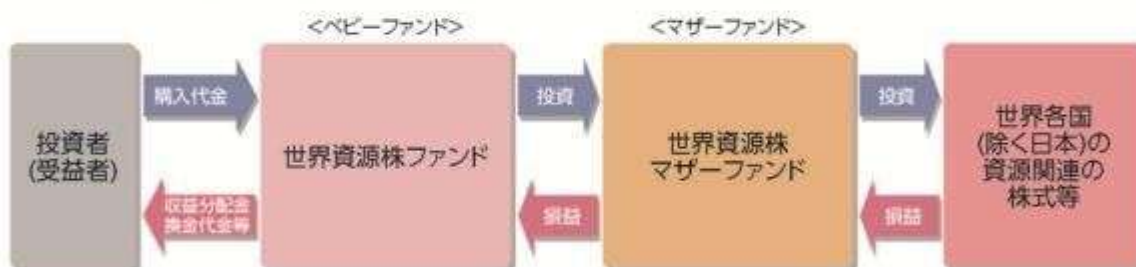 <ベビーファンド>
<マザーファンド>
投資者
(受益者)
購入代金
収益分配金
換金代金等
世界資源株ファンド
投資
損益
世界資源株
マザーファンド
投資
損益
世界各国
(除く日本)の
資源関連の
株式等